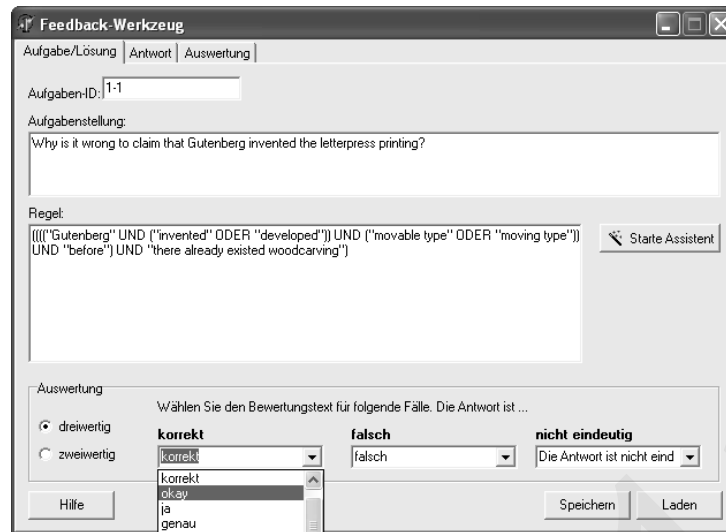 Feedback-Werkzeug
Aufgabe/Lösung Antwort Auswertung
Aufgaben-ID: 1-1
Aufgabenstellung:
Why is it wrong to claim that Gutenberg invented the letterpress printing?
Regel:
(((("Gutenberg" UND ("invented" ODER "developed")) UND ("movable type" ODER "moving type"))
UND "before") UND "there already existed woodcarving")
Starte Assistent
Auswertung
Wählen Sie den Bewertungstext für folgende Fälle. Die Antwort ist ...
dreiwertig
zweiwertig
korrekt falsch nicht eindeutig
korrekt falsch Die Antwort ist nicht eind
korrekt
okay
ja
genau
Hilfe Speichern Laden